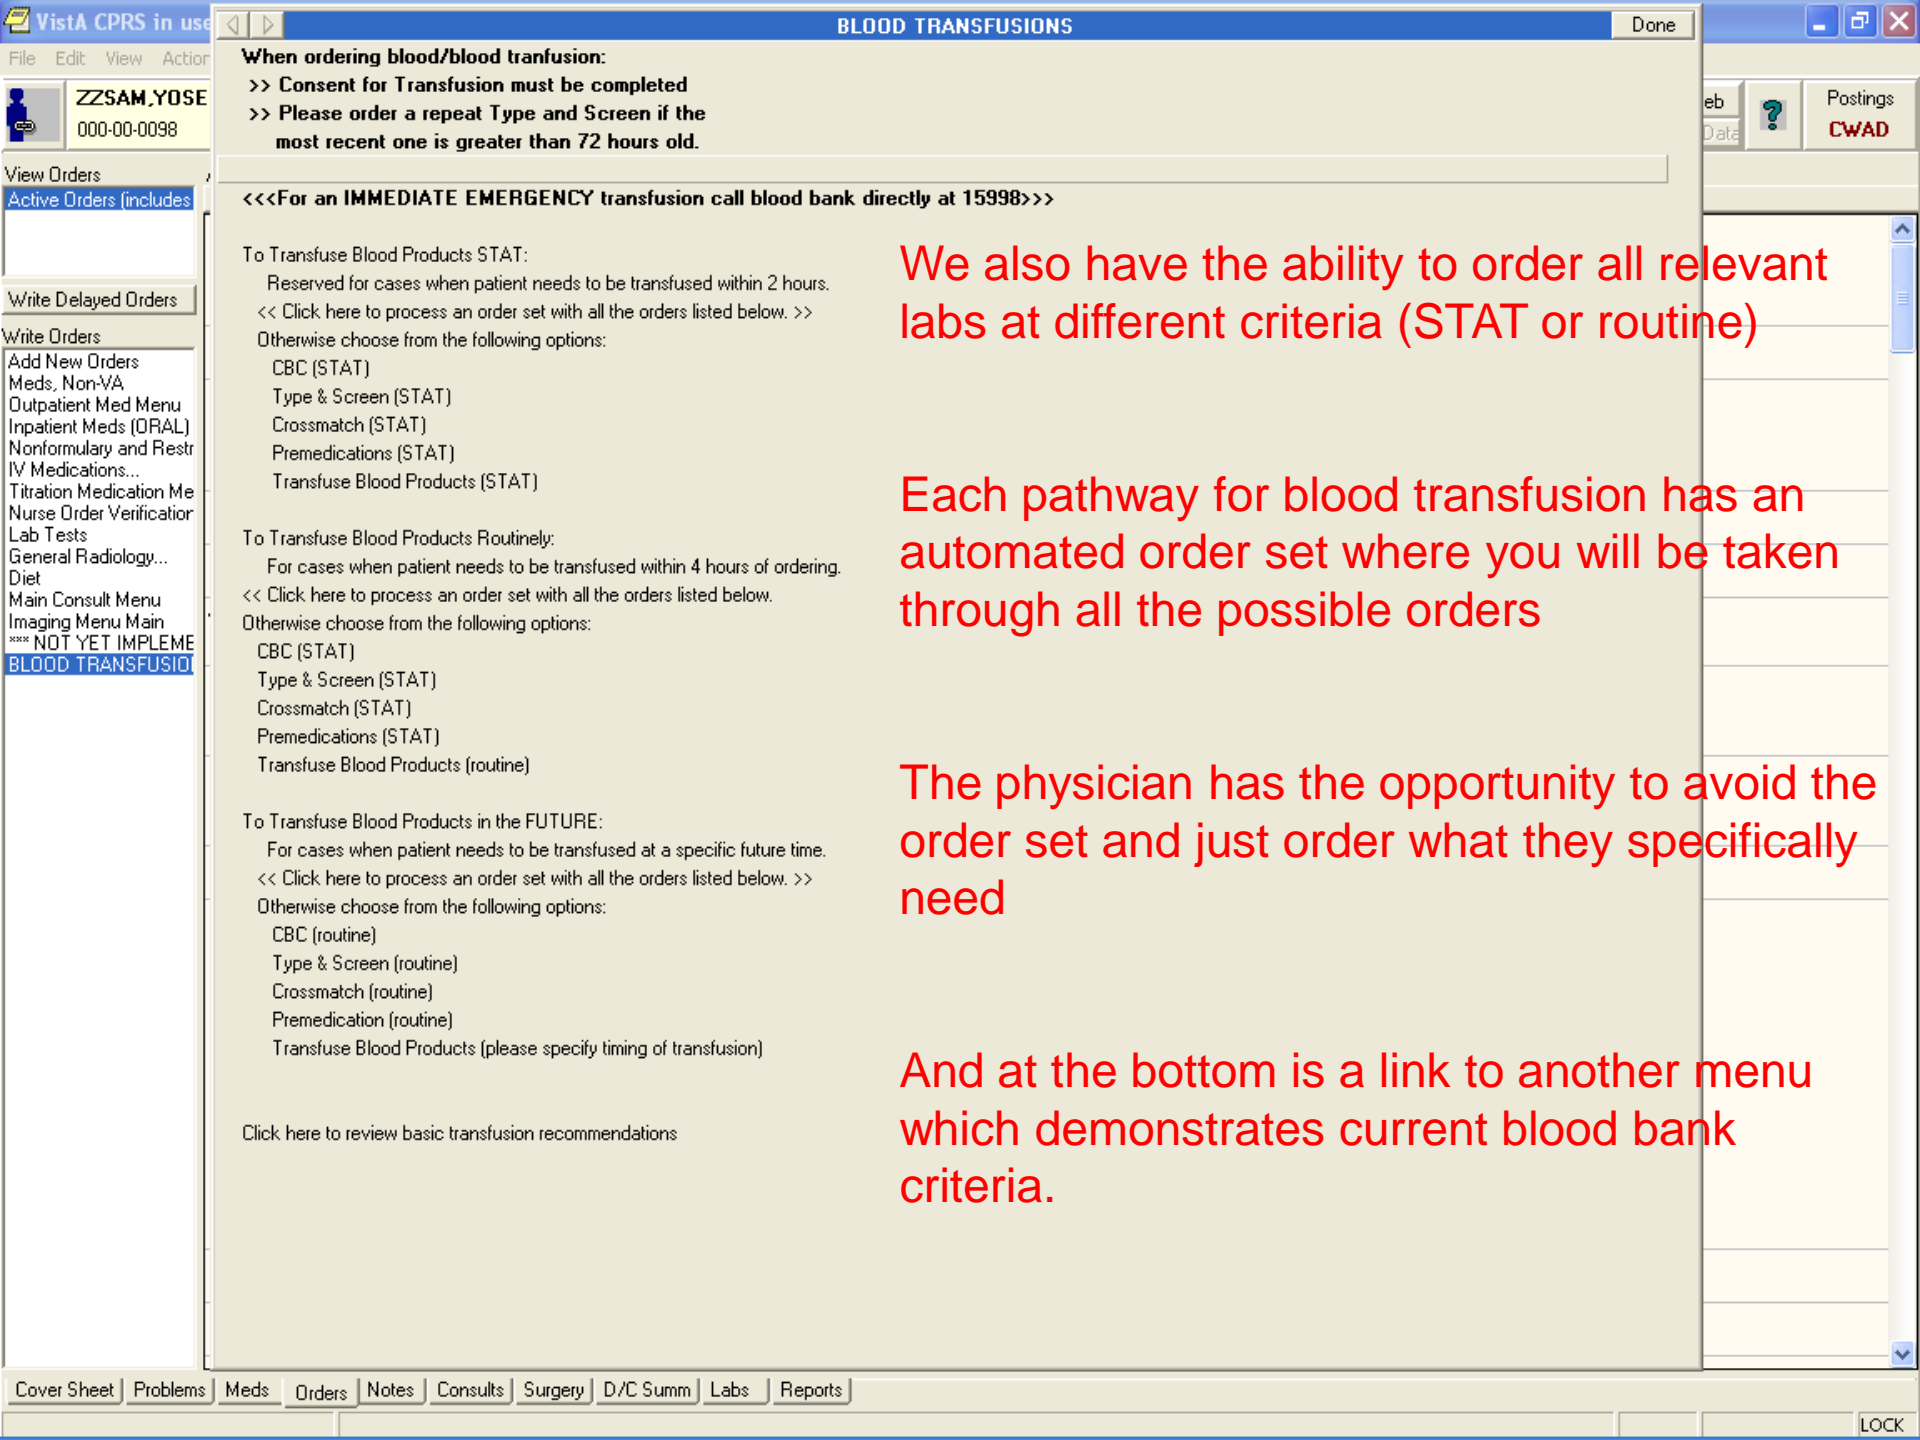 VistA CPRS in use
File Edit View Action
ZZSAM,YOSE
000-00-0098
View Orders
Active Orders (includes
Write Delayed Orders
Write Orders
Add New Orders
Meds, Non-VA
Outpatient Med Menu
Inpatient Meds (ORAL)
Nonformulary and Restr
IV Medications...
Titration Medication Me
Nurse Order Verification
Lab Tests
General Radiology...
Diet
Main Consult Menu
Imaging Menu Main
*** NOT YET IMPLEME
BLOOD TRANSFUSIO
BLOOD TRANSFUSIONS
Done
When ordering blood/blood tranfusion:
>> Consent for Transfusion must be completed
>> Please order a repeat Type and Screen if the
most recent one is greater than 72 hours old.
<<<For an IMMEDIATE EMERGENCY transfusion call blood bank directly at 15998>>>
To Transfuse Blood Products STAT:
Reserved for cases when patient needs to be transfused within 2 hours.
<< Click here to process an order set with all the orders listed below. >>
Otherwise choose from the following options:
CBC (STAT)
Type & Screen (STAT)
Crossmatch (STAT)
Premedications (STAT)
Transfuse Blood Products (STAT)
To Transfuse Blood Products Routinely:
For cases when patient needs to be transfused within 4 hours of ordering.
<< Click here to process an order set with all the orders listed below.
Otherwise choose from the following options:
CBC (STAT)
Type & Screen (STAT)
Crossmatch (STAT)
Premedications (STAT)
Transfuse Blood Products (routine)
To Transfuse Blood Products in the FUTURE:
For cases when patient needs to be transfused at a specific future time.
<< Click here to process an order set with all the orders listed below. >>
Otherwise choose from the following options:
CBC (routine)
Type & Screen (routine)
Crossmatch (routine)
Premedication (routine)
Transfuse Blood Products (please specify timing of transfusion)
Click here to review basic transfusion recommendations
We also have the ability to order all relevant
labs at different criteria (STAT or routine)
Each pathway for blood transfusion has an
automated order set where you will be taken
through all the possible orders
The physician has the opportunity to avoid the
order set and just order what they specifically
need
And at the bottom is a link to another menu
which demonstrates current blood bank
criteria.
eb
Data
?
Postings
CWAD
Cover Sheet Problems Meds Orders Notes Consults Surgery D/C Summ Labs Reports
LOCK